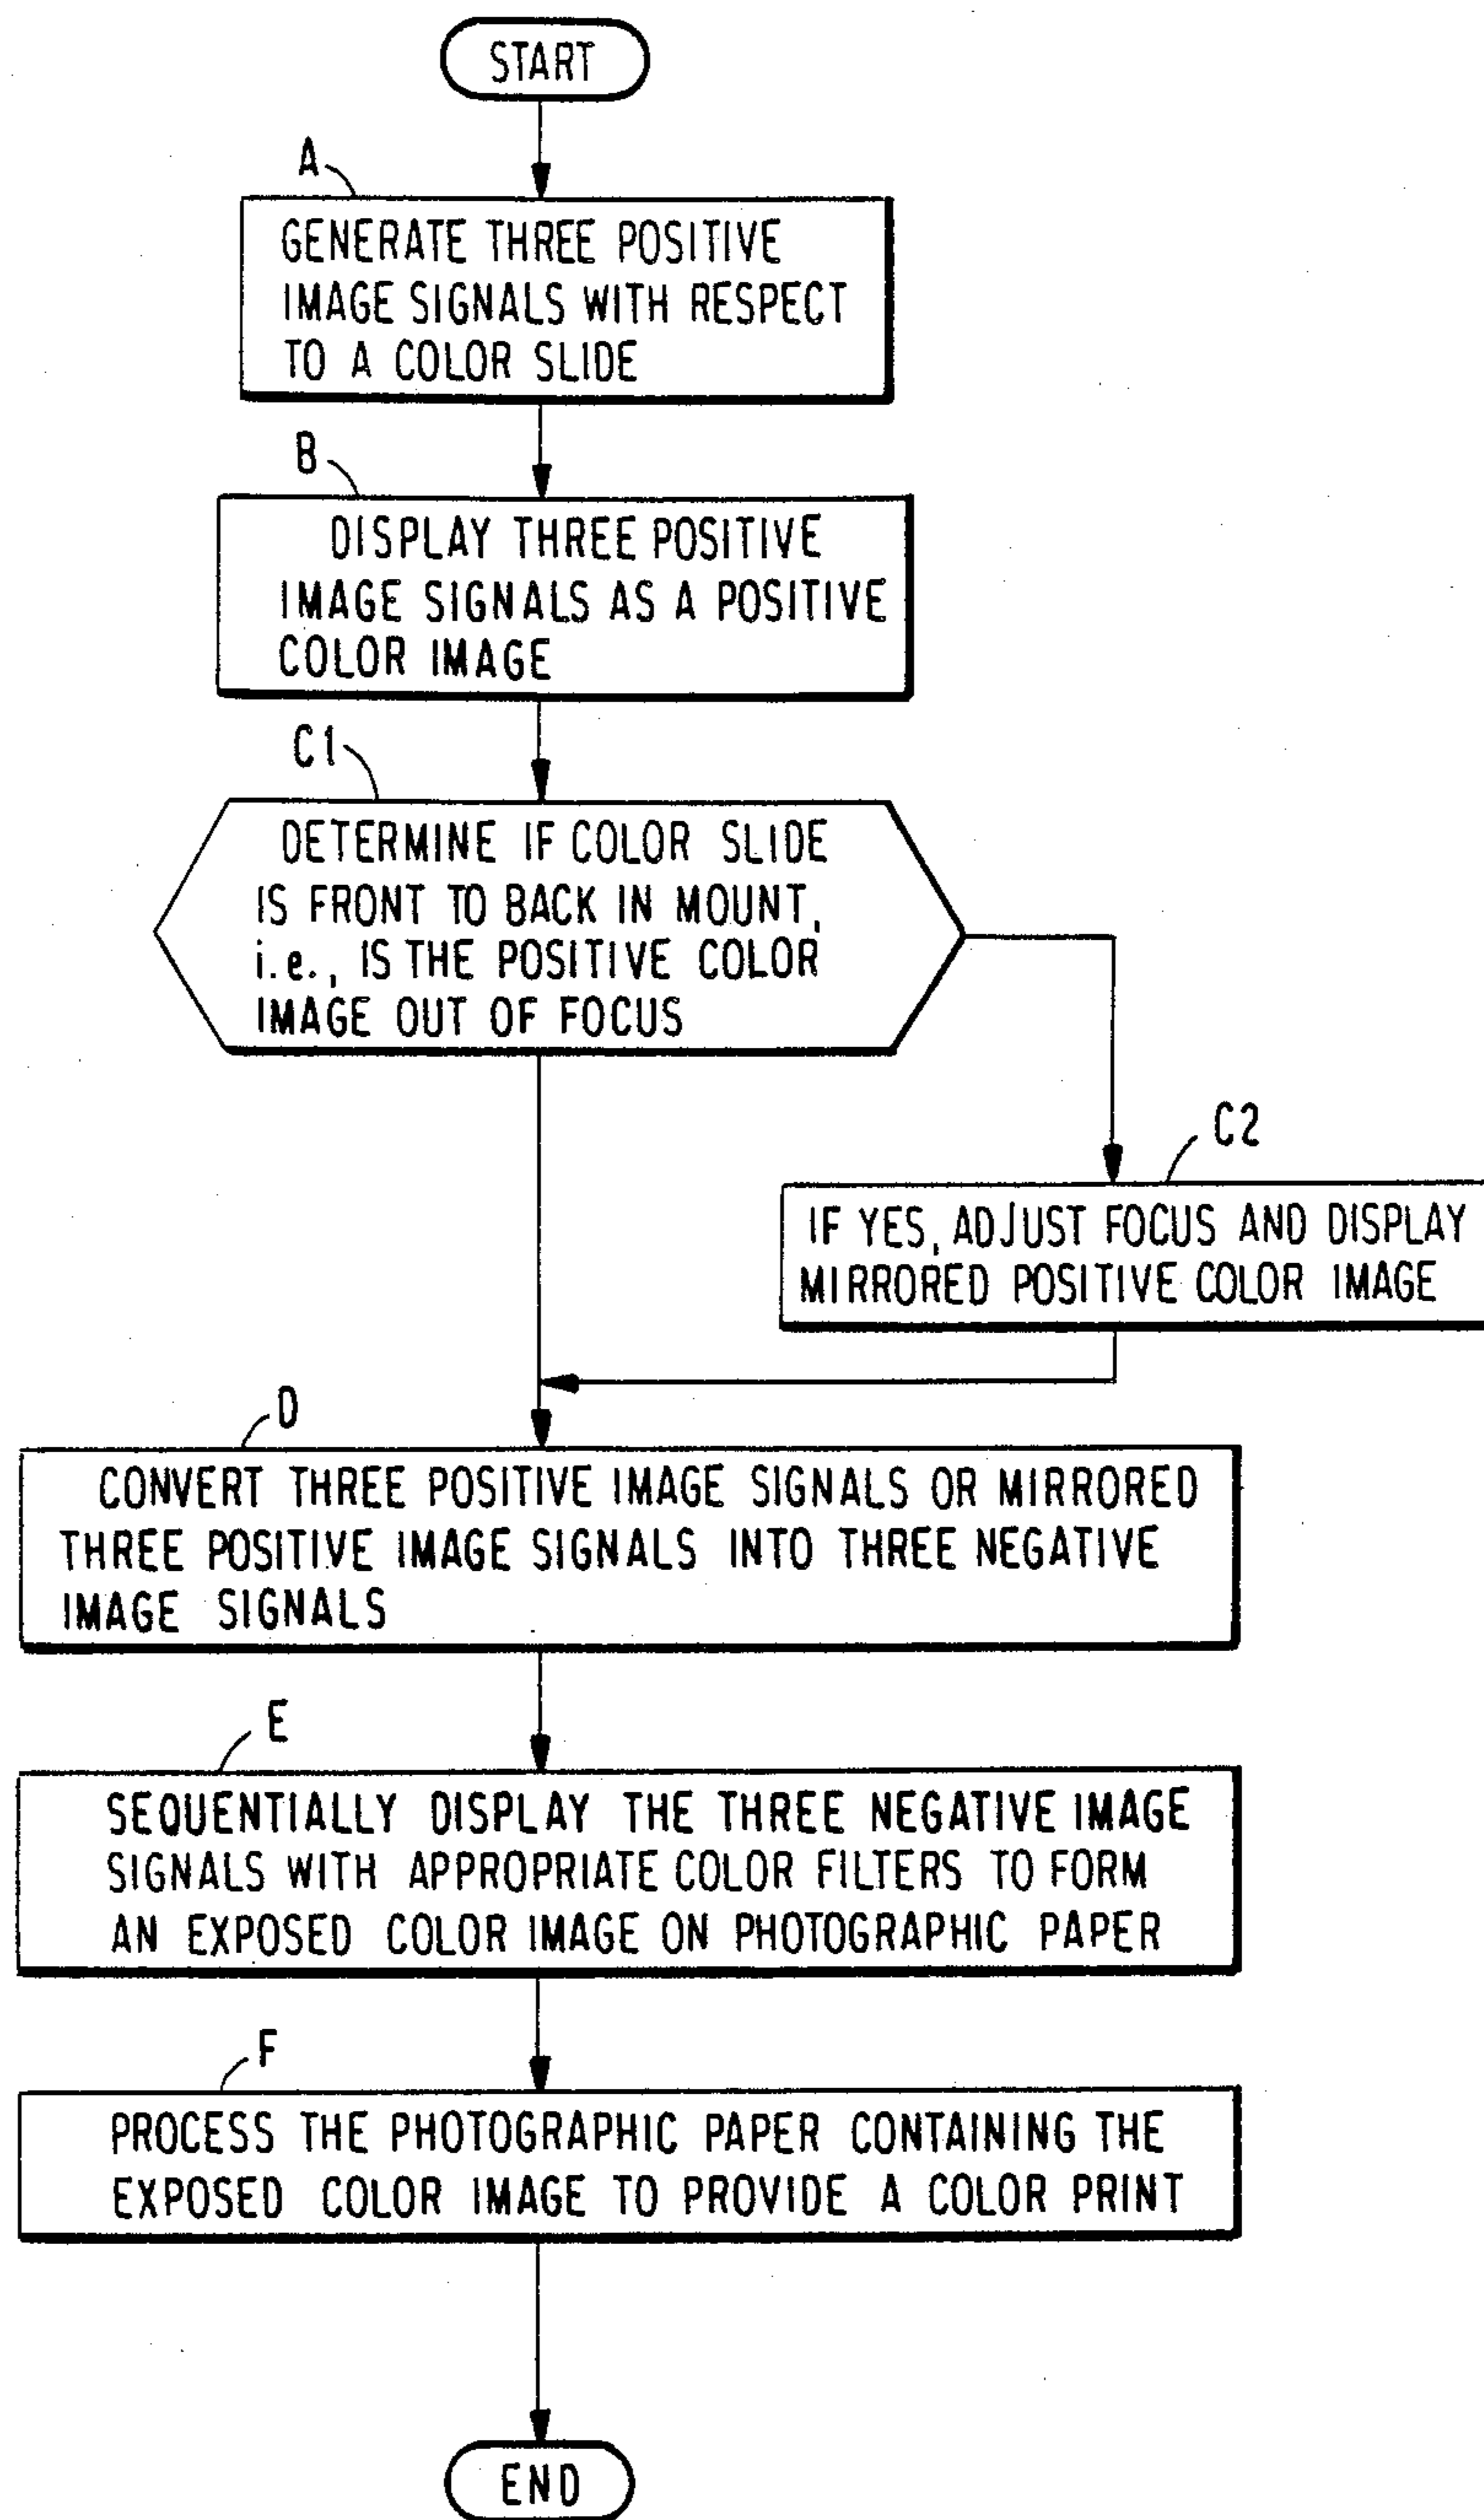 START
A
GENERATE THREE POSITIVE
IMAGE SIGNALS WITH RESPECT
TO A COLOR SLIDE
B
DISPLAY THREE POSITIVE
IMAGE SIGNALS AS A POSITIVE
COLOR IMAGE
C1
DETERMINE IF COLOR SLIDE
IS FRONT TO BACK IN MOUNT,
i.e., IS THE POSITIVE COLOR
IMAGE OUT OF FOCUS
C2
IF YES, ADJUST FOCUS AND DISPLAY
MIRRORED POSITIVE COLOR IMAGE
D
CONVERT THREE POSITIVE IMAGE SIGNALS OR MIRRORED
THREE POSITIVE IMAGE SIGNALS INTO THREE NEGATIVE
IMAGE SIGNALS
E
SEQUENTIALLY DISPLAY THE THREE NEGATIVE IMAGE
SIGNALS WITH APPROPRIATE COLOR FILTERS TO FORM
AN EXPOSED COLOR IMAGE ON PHOTOGRAPHIC PAPER
F
PROCESS THE PHOTOGRAPHIC PAPER CONTAINING THE
EXPOSED COLOR IMAGE TO PROVIDE A COLOR PRINT
END